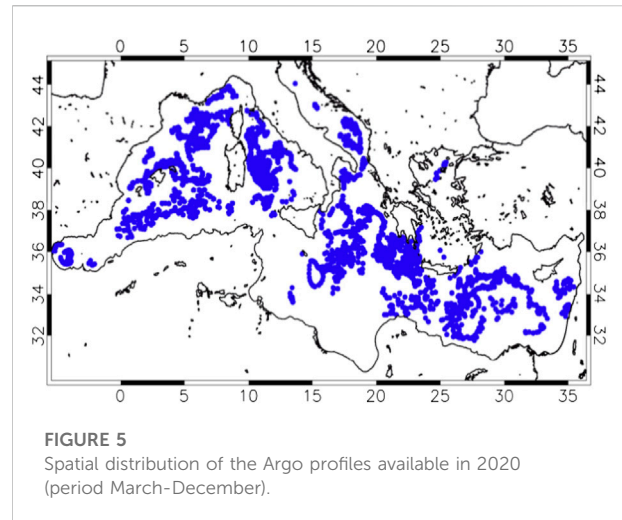 0 5 10 15 20 25 30 35
44 44
42 42
40 40
38 38
36 36
34 34
32 32
0 5 10 15 20 25 30 35
FIGURE 5
Spatial distribution of the Argo profiles available in 2020
(period March-December).